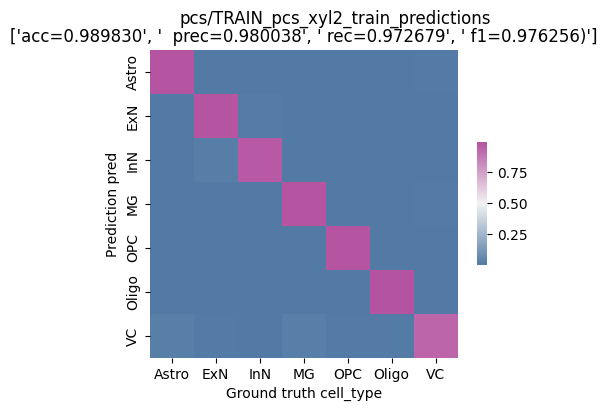 pcs/TRAIN_pcs_xyl2_train_predictions
['acc=0.989830', '  prec=0.980038', ' rec=0.972679', ' f1=0.976256)']
Astro
ExN
InN
MG
OPC
Oligo
VC
Prediction pred
0.75
0.50
0.25
Astro ExN InN MG OPC Oligo VC
Ground truth cell_type